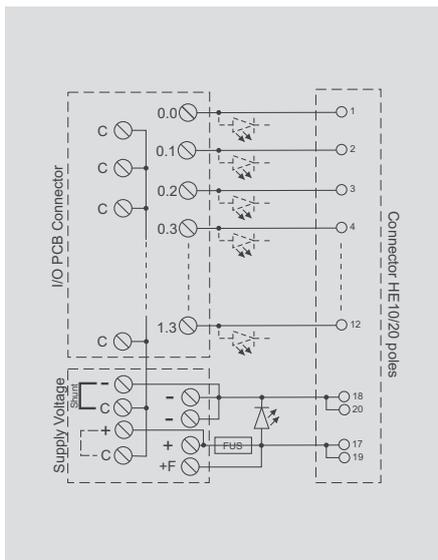 I/O PCB Connector
C
C
C
C
0.0
0.1
0.2
0.3
1.3
1
2
3
4
12
Connector HE10/20 poles
Supply Voltage
Shunt
-
C
+
C
-
-
+
+F
FUS
18
20
17
19